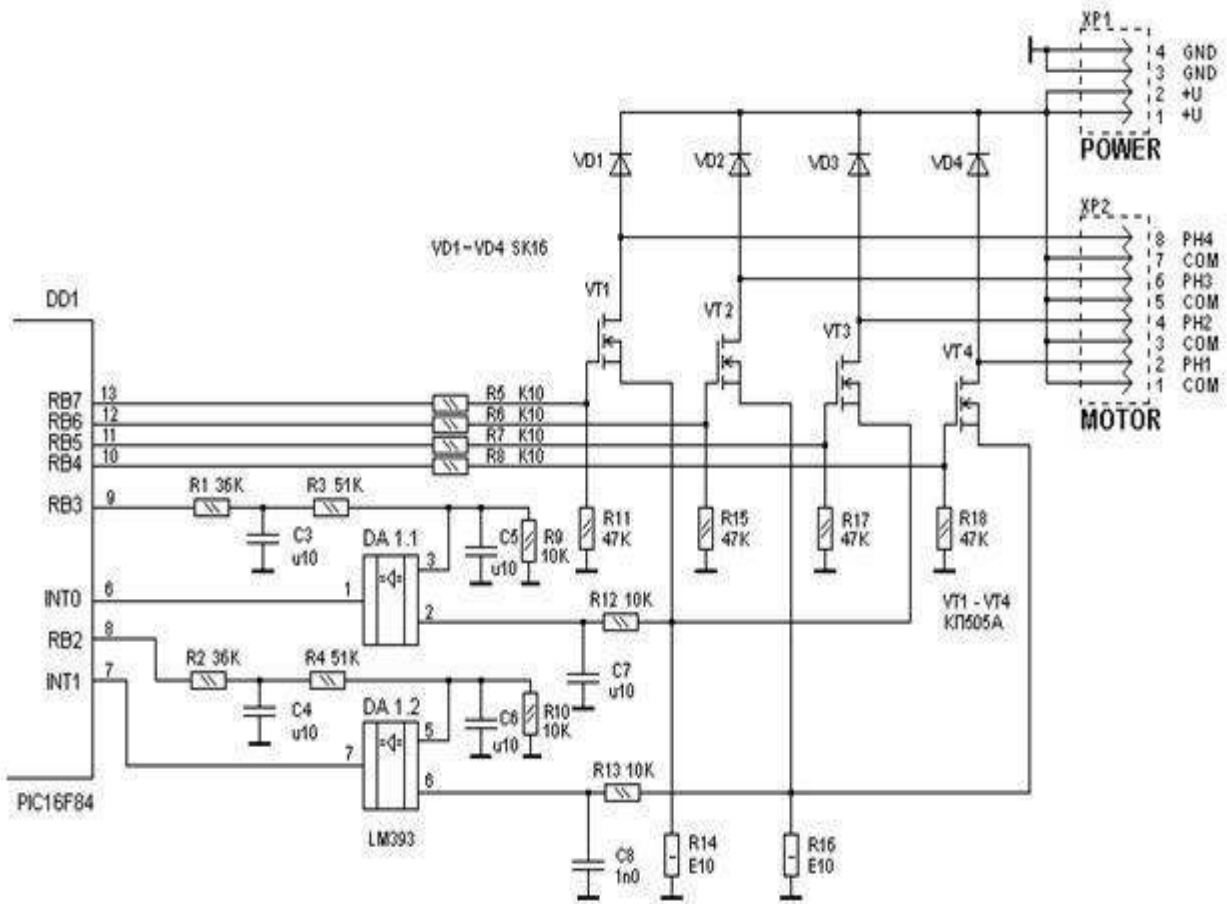 XP1
4 GND
3 GND
2 +U
1 +U
POWER
VD1
VD2
VD3
VD4
XP2
8 PH4
7 COM
6 PH3
5 COM
4 PH2
3 COM
2 PH1
1 COM
MOTOR
VD1-VD4 SK16
DD1
VT1
VT2
VT3
VT4
RB7 13
R5 K10
RB6 12
R6 K10
RB5 11
R7 K10
RB4 10
R8 K10
R1 36K
R3 51K
RB3 9
C3
u10
DA 1.1
3
C5
u10
R9
10K
R11
47K
R15
47K
R17
47K
R18
47K
INT0 6
1
2
R12 10K
VT1 - VT4
КП505А
RB2 8
R2 36K
R4 51K
INT1 7
C4
u10
DA 1.2
5
C6
u10
R10
10K
C7
u10
7
6
R13 10K
PIC16F84
LM393
C8
1n0
R14
E10
R16
E10